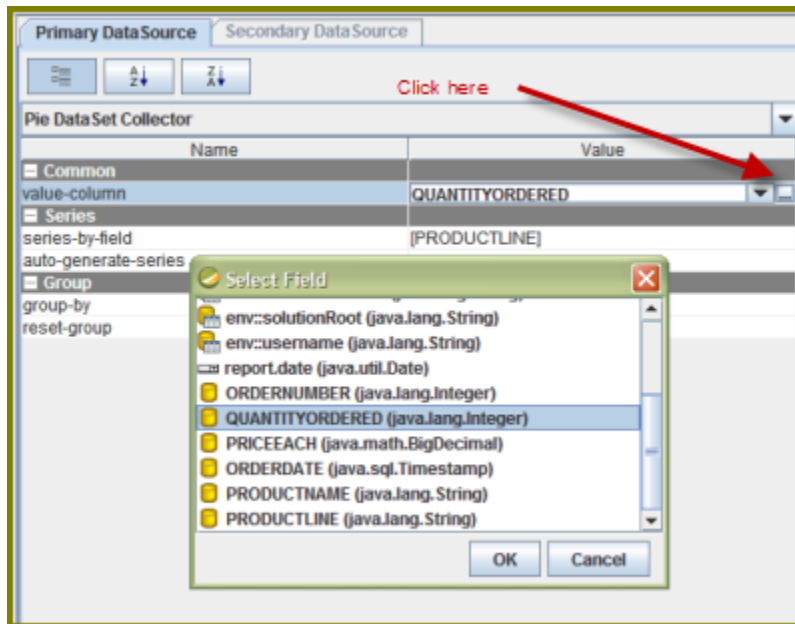 Primary DataSource Secondary DataSource
A Z Z A
Click here
Pie DataSet Collector
Name Value
Common
value-column QUANTITYORDERED ...
Series
series-by-field [PRODUCTLINE]
auto-generate-series
Group
group-by
reset-group
Select Field
env::solutionRoot (java.lang.String)
env::username (java.lang.String)
report.date (java.util.Date)
ORDERNUMBER (java.lang.Integer)
QUANTITYORDERED (java.lang.Integer)
PRICEEACH (java.math.BigDecimal)
ORDERDATE (java.sql.Timestamp)
PRODUCTNAME (java.lang.String)
PRODUCTLINE (java.lang.String)
OK Cancel